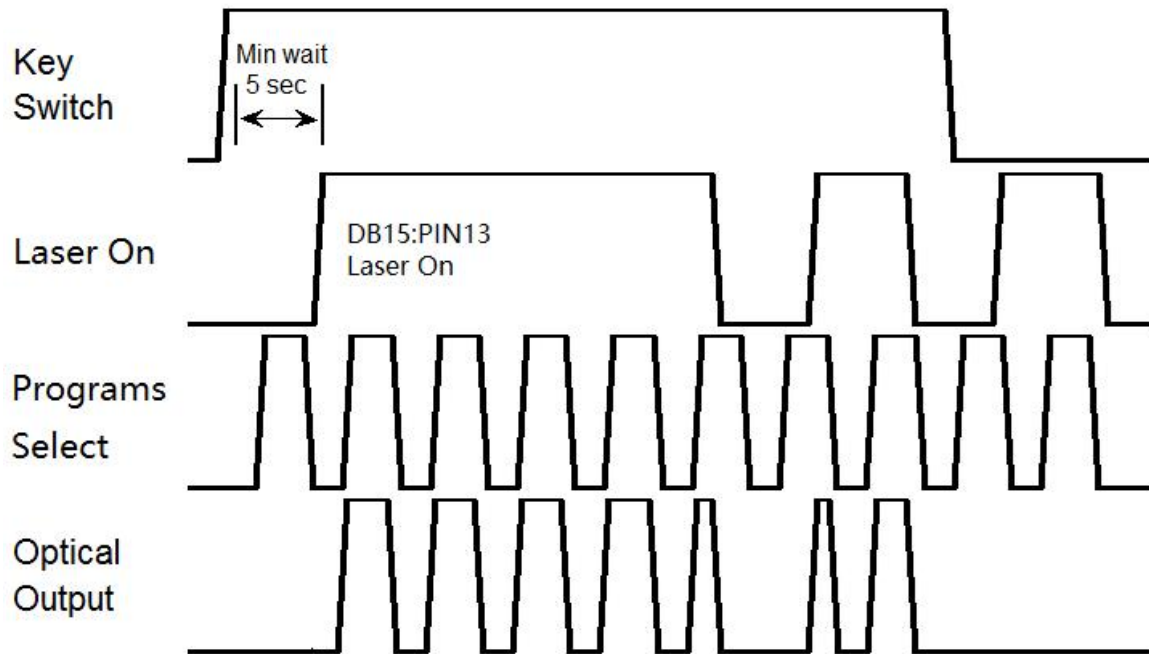 Key
Switch
Min wait
5 sec
Laser On
DB15:PIN13
Laser On
Programs
Select
Optical
Output